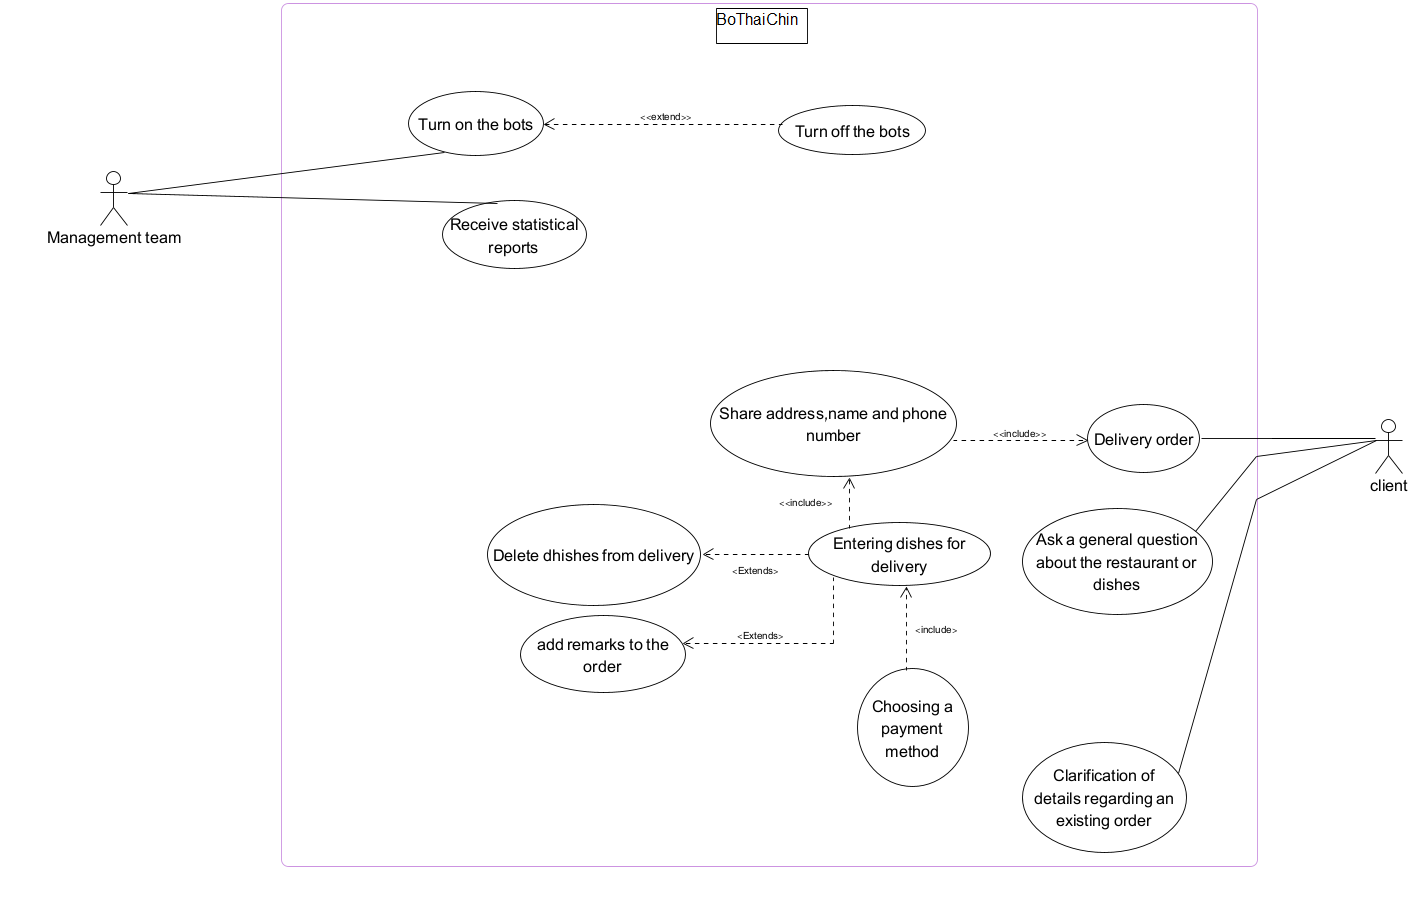 BoThaiChin
Turn on the bots
<<extend>>
Turn off the bots
Management team
Receive statistical
reports
Share address,name and phone
number
<<include>>
Delivery order
client
<<include>>
Entering dishes for
delivery
Delete dhishes from delivery
<Extends>
Ask a general question
about the restaurant or
dishes
add remarks to the
order
<Extends>
<include>
Choosing a
payment
method
Clarification of
details regarding an
existing order